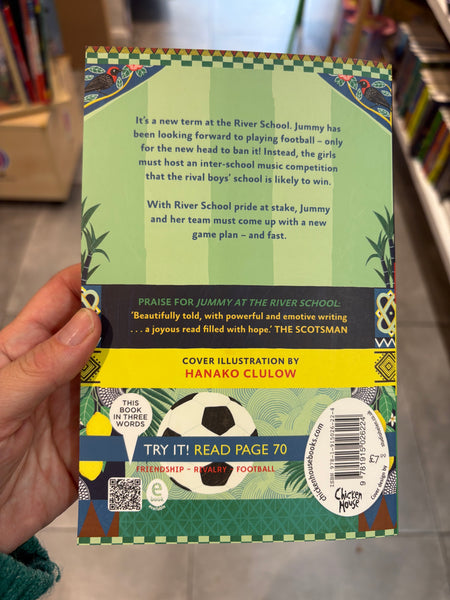 It's a new term at the River School. Jummy has
been looking forward to playing football – only
for the new head to ban it! Instead, the girls
must host an inter-school music competition
that the rival boys' school is likely to win.
With River School pride at stake, Jummy
and her team must come up with a new
game plan – and fast.
PRAISE FOR JUMMY AT THE RIVER SCHOOL:
'Beautifully told, with powerful and emotive writing
. . . a joyous read filled with hope.' THE SCOTSMAN
COVER ILLUSTRATION BY
HANAKO CLULOW
THIS
BOOK
IN THREE
WORDS
TRY IT! READ PAGE 70
FRIENDSHIP – RIVALRY – FOOTBALL
e
book
chickenhousebooks.com
Chicken
House
£7
Cover design by